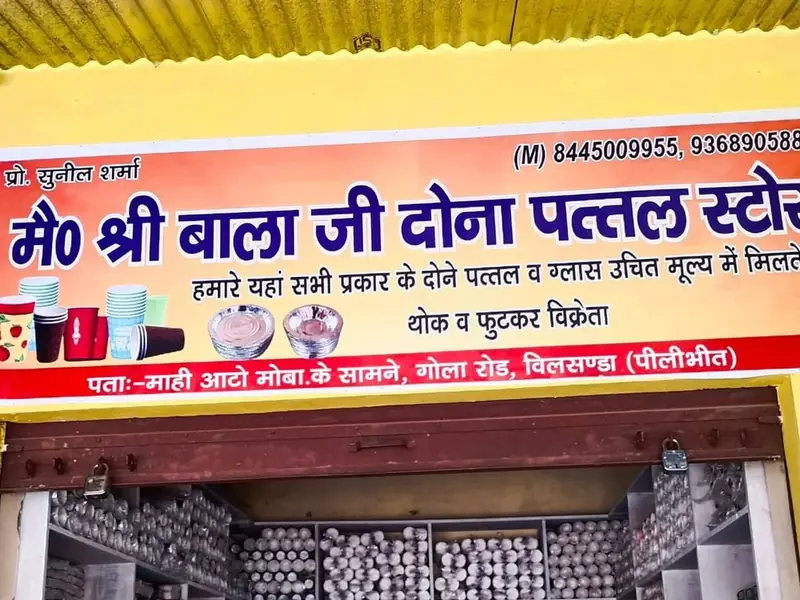 प्रो. सुनील शर्मा
(M) 8445009955, 936890588
मै० श्री बाला जी दोना पत्तल स्टोर
हमारे यहां सभी प्रकार के दोने पत्तल व ग्लास उचित मूल्य में मिलते
थोक व फुटकर विक्रेता
पताः-माही आटो मोबा.के सामने, गोला रोड, विलसण्डा (पीलीभीत)